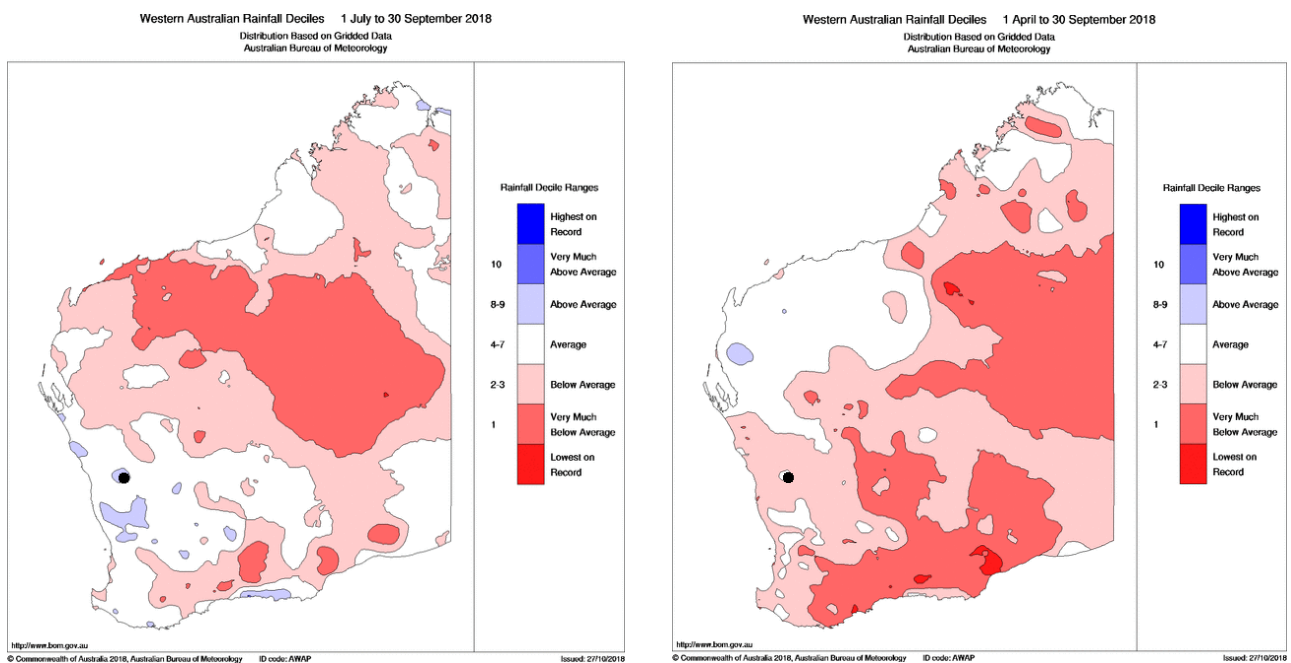 Western Australian Rainfall Deciles 1 July to 30 September 2018
Distribution Based on Gridded Data
Australian Bureau of Meteorology
Rainfall Decile Ranges
Highest on
Record
10
Very Much
Above Average
8-9
Above Average
4-7
Average
2-3
Below Average
1
Very Much
Below Average
Lowest on
Record
http://www.bom.gov.au
© Commonwealth of Australia 2018, Australian Bureau of Meteorology ID code: AWAP Issued: 27/10/2018
Western Australian Rainfall Deciles 1 April to 30 September 2018
Distribution Based on Gridded Data
Australian Bureau of Meteorology
Rainfall Decile Ranges
Highest on
Record
10
Very Much
Above Average
8-9
Above Average
4-7
Average
2-3
Below Average
1
Very Much
Below Average
Lowest on
Record
http://www.bom.gov.au
© Commonwealth of Australia 2018, Australian Bureau of Meteorology ID code: AWAP Issued: 27/10/2018